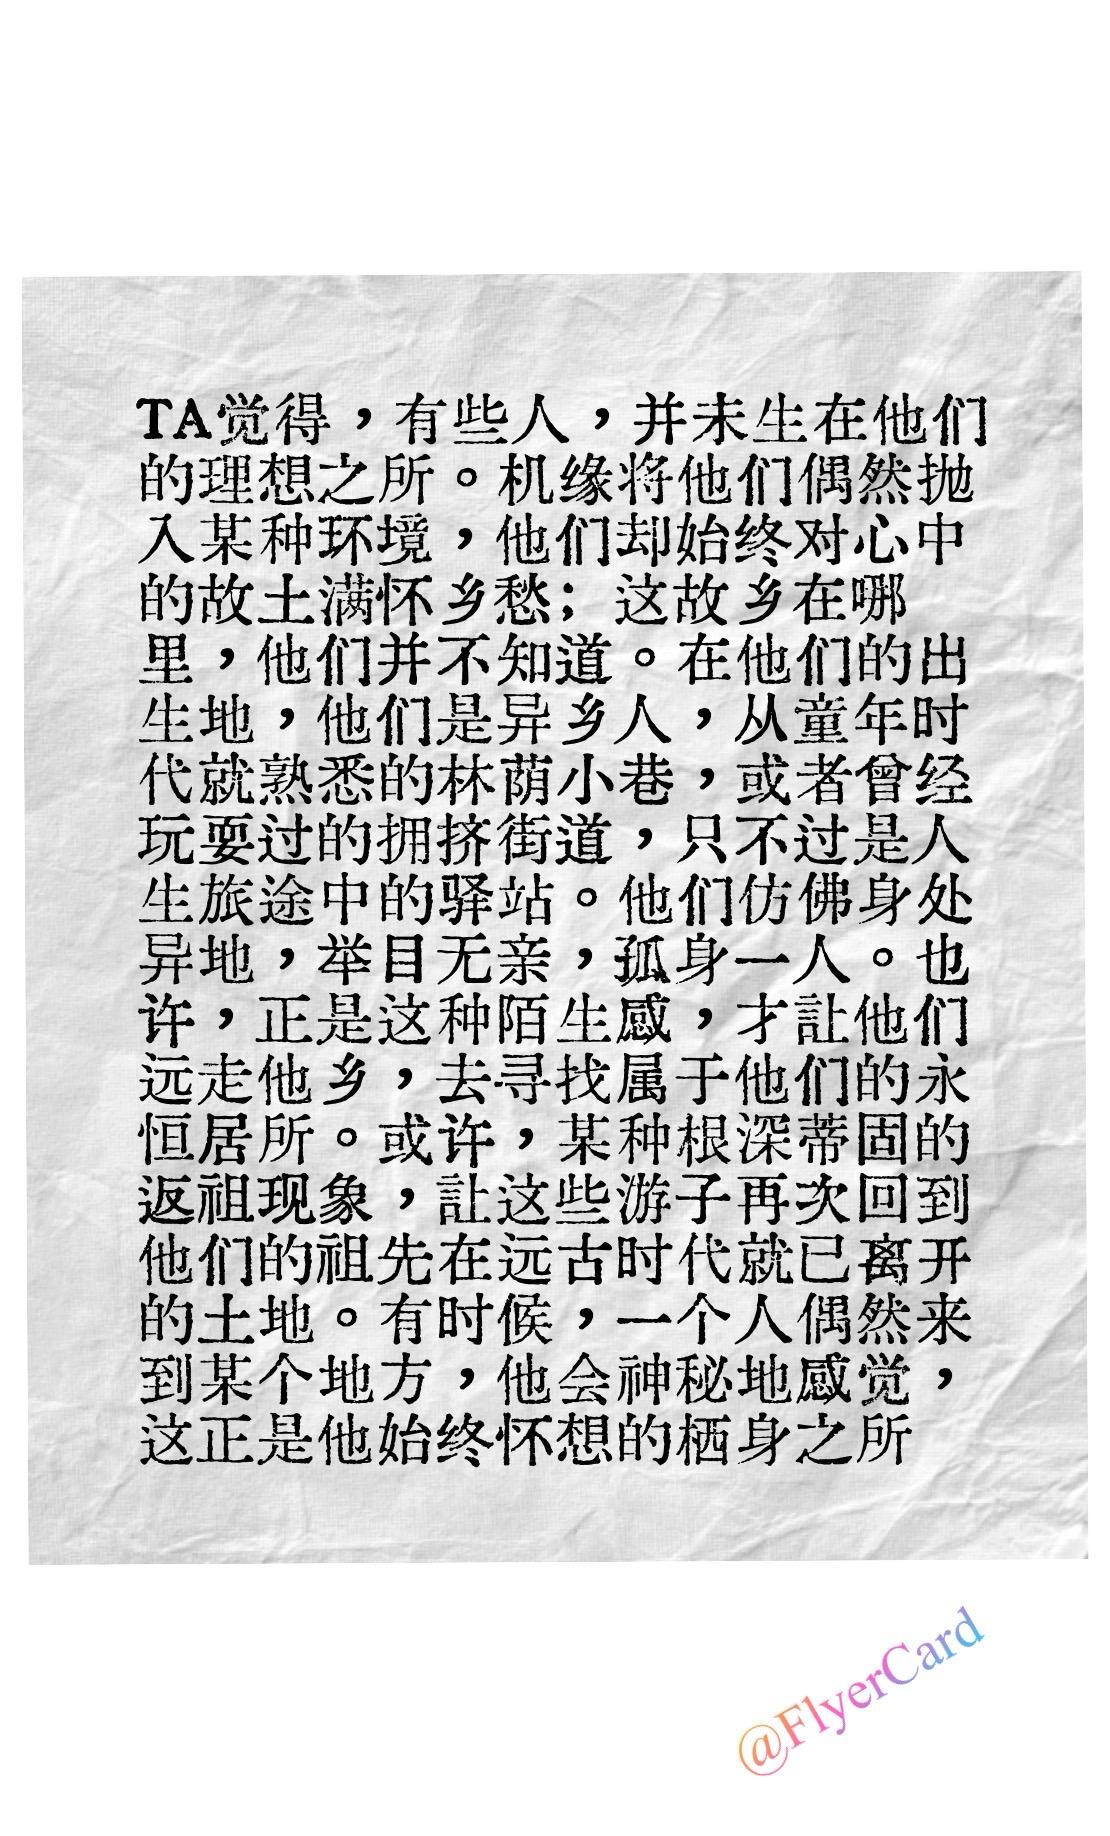 TA觉得，有些人，并未生在他们
的理想之所。机缘将他们偶然抛
入某种环境，他们却始终对心中
的故土满怀乡愁；这故乡在哪
里，他们并不知道。在他们的出
生地，他们是异乡人，从童年时
代就熟悉的林荫小巷，或者曾经
玩耍过的拥挤街道，只不过是人
生旅途中的驿站。他们仿佛身处
异地，举目无亲，孤身一人。也
许，正是这种陌生感，才讓他们
远走他乡，去寻找属于他们的永
恒居所。或许，某种根深蒂固的
返祖现象，讓这些游子再次回到
他们的祖先在远古时代就已离开
的土地。有时候，一个人偶然来
到某个地方，他会神秘地感觉，
这正是他始终怀想的栖身之所
@FlyerCard